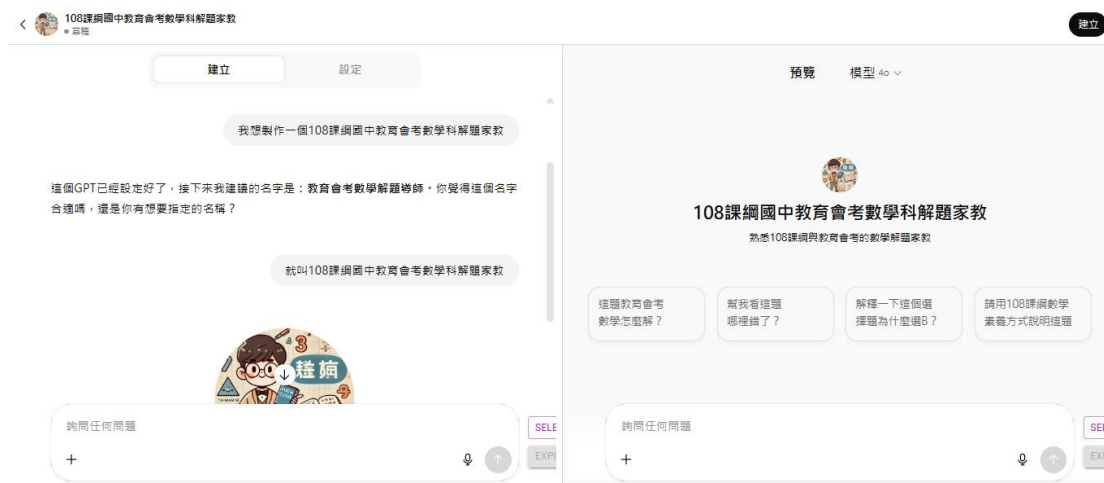 108課綱國中教育會考數學科解題家教
草稿
建立
建立
設定
我想製作一個108課綱國中教育會考數學科解題家教
這個GPT已經設定好了，接下來我建議的名字是：教育會考數學解題導師。你覺得這個名字
合適嗎，還是你有想要指定的名稱？
就叫108課綱國中教育會考數學科解題家教
詢問任何問題
SELE
EXPO
預覽
模型 4o
108課綱國中教育會考數學科解題家教
熟悉108課綱與教育會考的數學解題家教
這題教育會考
數學怎麼解？
幫我看這題
哪裡錯了？
解釋一下這個選
擇題為什麼選B？
請用108課綱數學
素養方式說明這題
詢問任何問題
SEL
EX